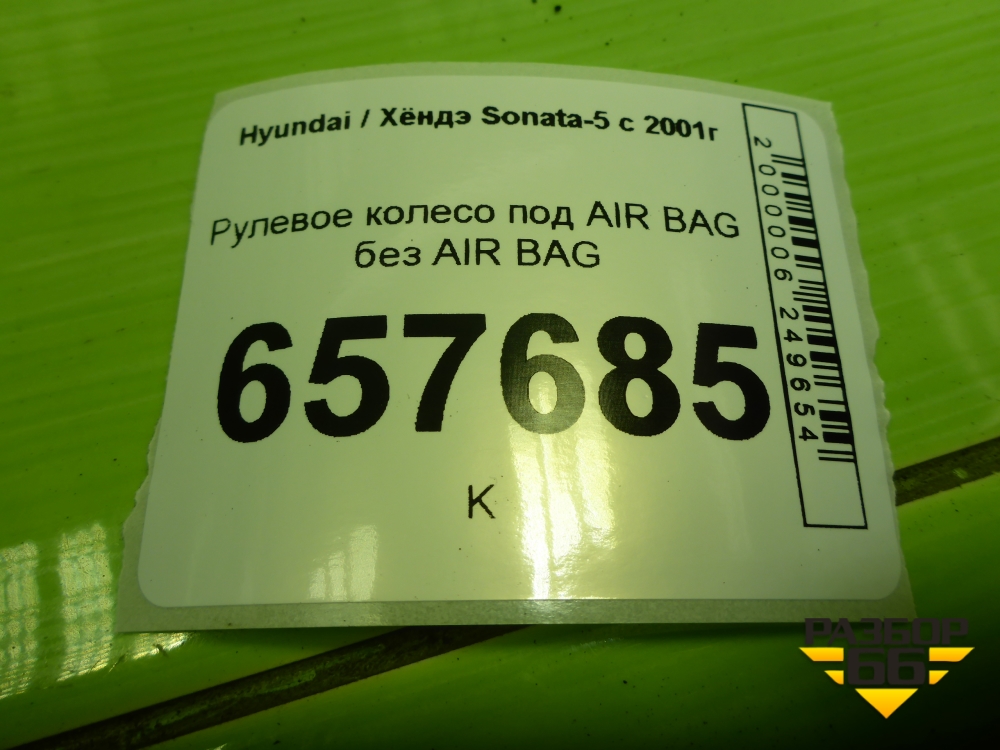 Hyundai / Хёндэ Sonata-5 с 2001г
Рулевое колесо под AIR BAG
без AIR BAG
657685
К
2000006249654
РАЗБОР
66